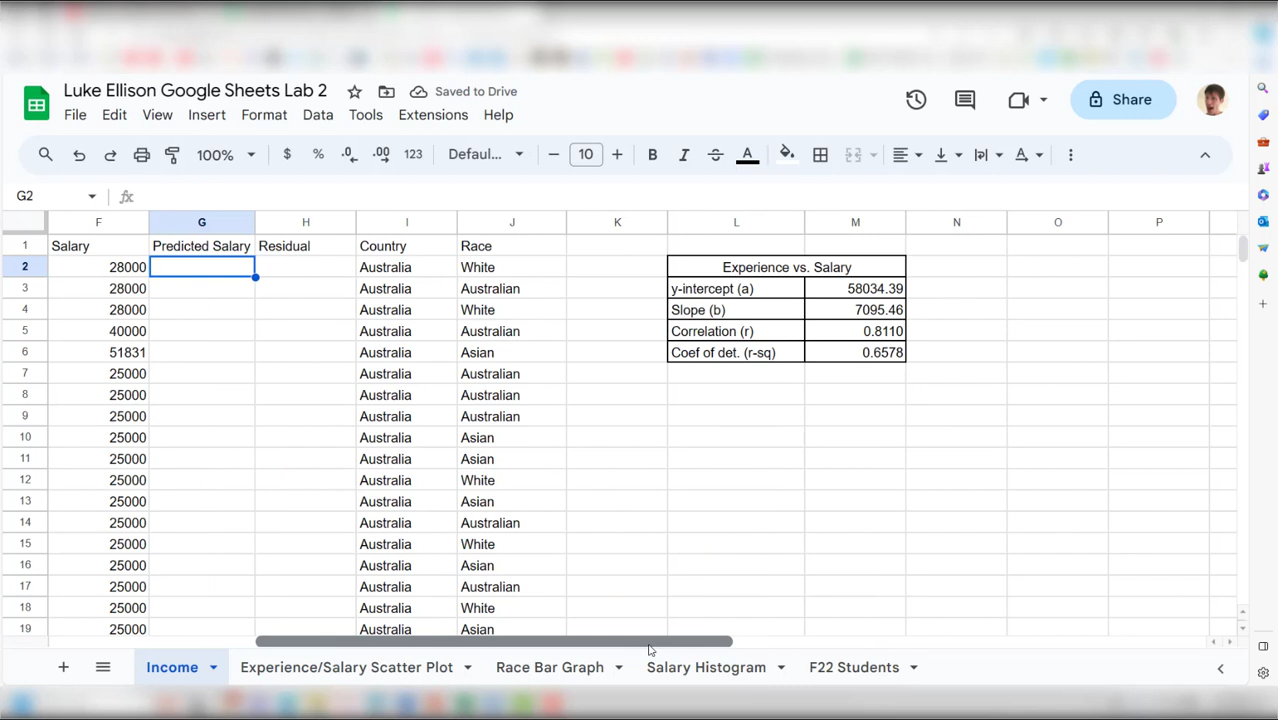 Luke Ellison Google Sheets Lab 2 Saved to Drive
Share
File Edit View Insert Format Data Tools Extensions Help
100% $ % .0 .00 123 Defaul... 10 B I A
G2 fx
F G H I J K L M N O P
1 Salary Predicted Salary Residual Country Race
2 28000 Australia White Experience vs. Salary
3 28000 Australia Australian y-intercept (a) 58034.39
4 28000 Australia White Slope (b) 7095.46
5 40000 Australia Australian Correlation (r) 0.8110
6 51831 Australia Asian Coef of det. (r-sq) 0.6578
7 25000 Australia Australian
8 25000 Australia Australian
9 25000 Australia Australian
10 25000 Australia Asian
11 25000 Australia Asian
12 25000 Australia White
13 25000 Australia Asian
14 25000 Australia Australian
15 25000 Australia White
16 25000 Australia Asian
17 25000 Australia Australian
18 25000 Australia White
19 25000 Australia Asian
Income Experience/Salary Scatter Plot Race Bar Graph Salary Histogram F22 Students